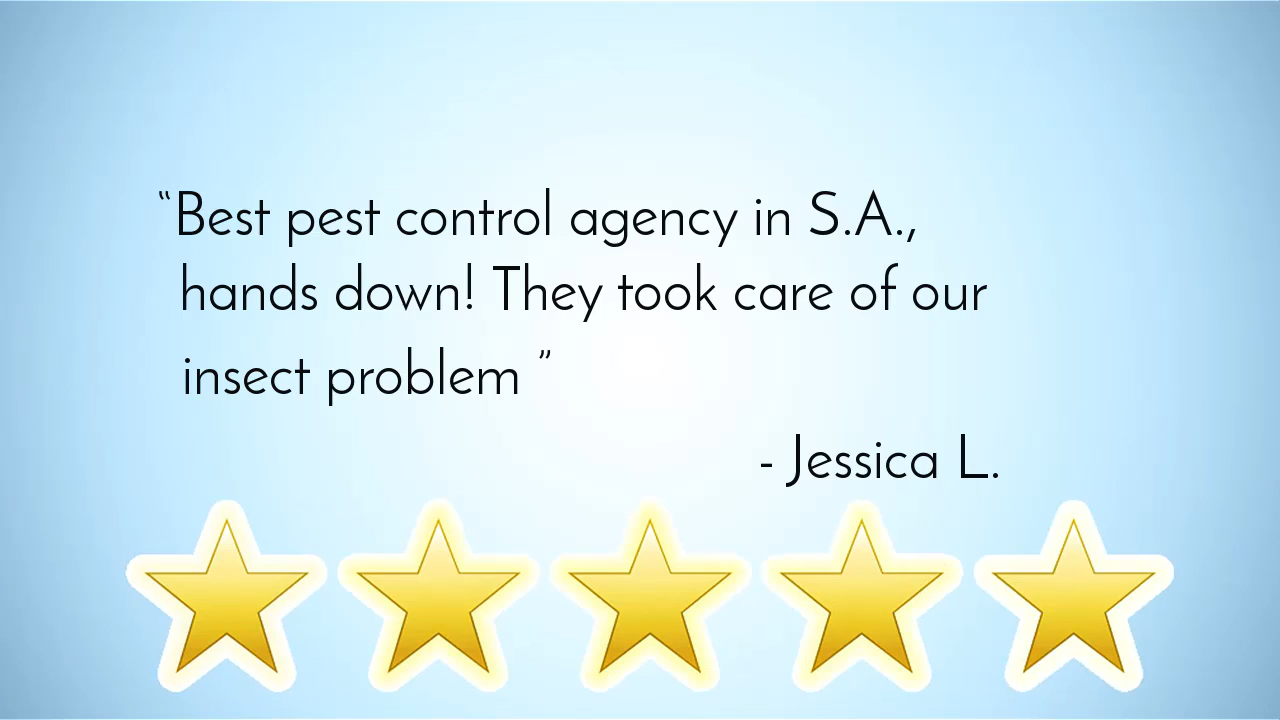 “Best pest control agency in S.A.,
hands down! They took care of our
insect problem ”
- Jessica L.